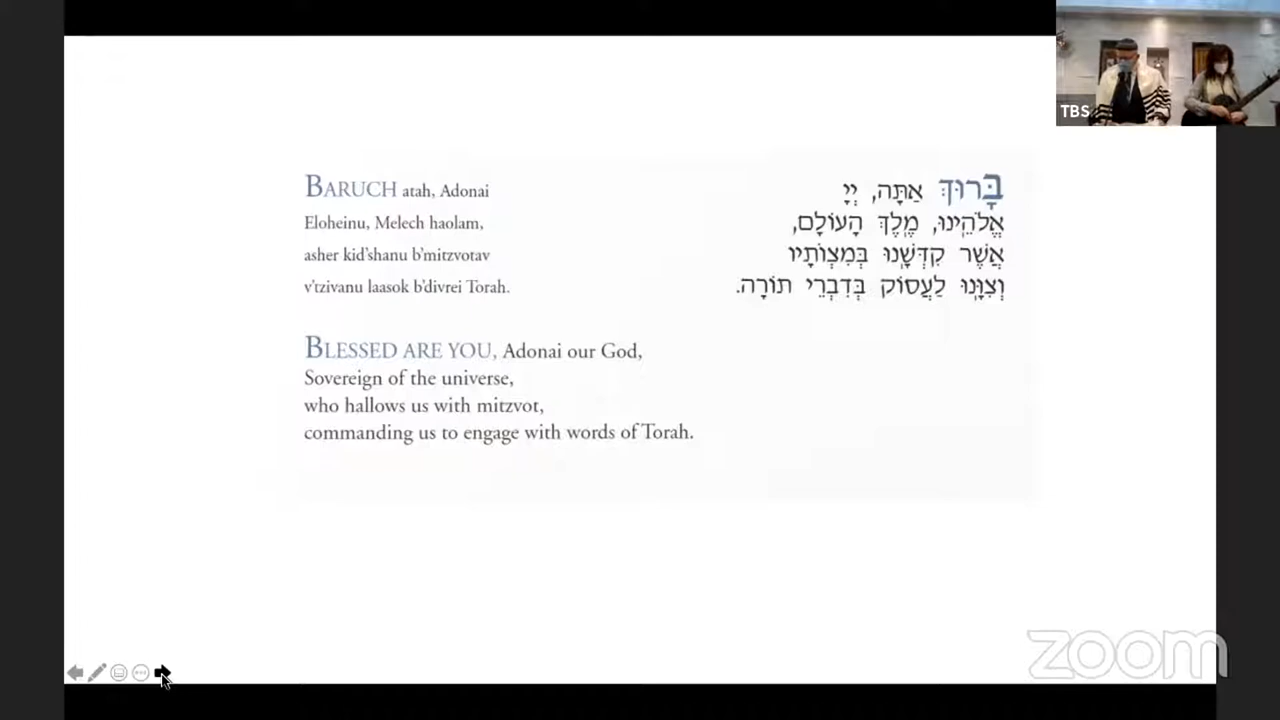 TBS
BARUCH atah, Adonai
Eloheinu, Melech haolam,
asher kid'shanu b'mitzvotav
v'tzivanu laasok b'divrei Torah.
בָּרוּךְ אַתָּה, יְיָ
אֱלֹהֵֽינוּ, מֶֽלֶךְ הָעוֹלָם,
אֲשֶׁר קִדְּשָֽׁנוּ בְּמִצְוֹתָיו
וְצִוָּֽנוּ לַעֲסוֹק בְּדִבְרֵי תוֹרָה.
BLESSED ARE YOU, Adonai our God,
Sovereign of the universe,
who hallows us with mitzvot,
commanding us to engage with words of Torah.
zoom